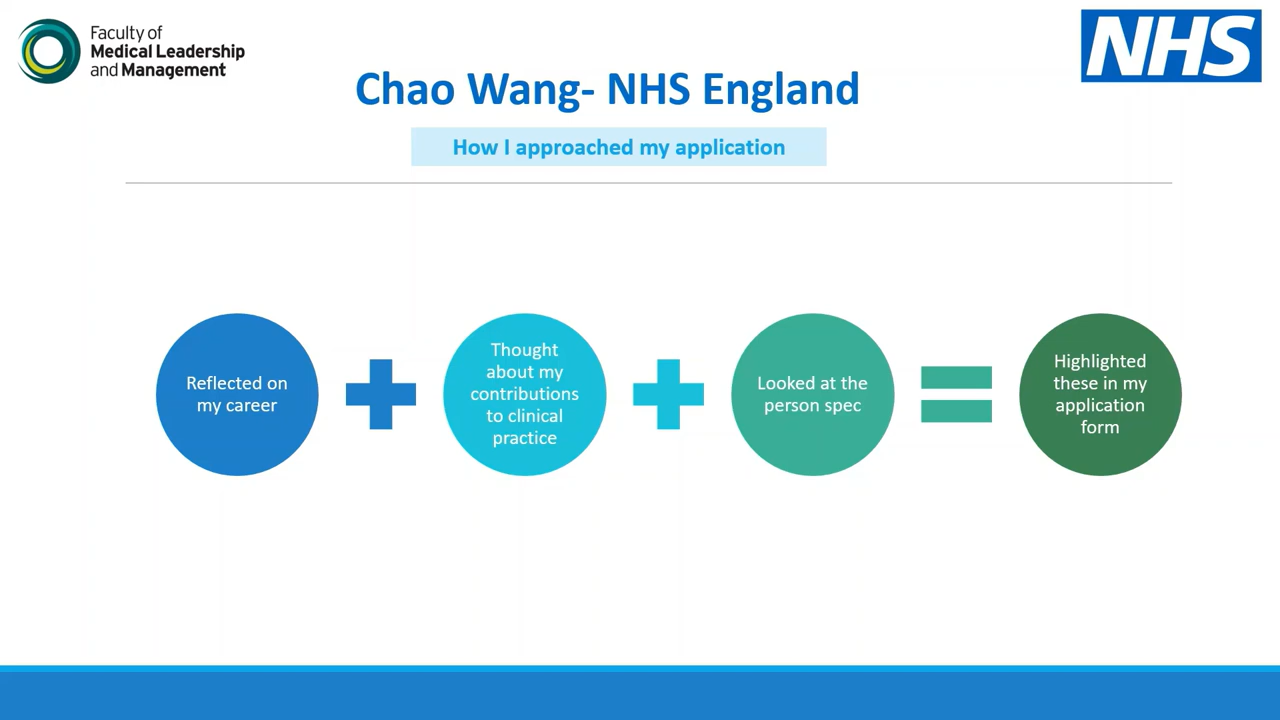 Faculty of
Medical Leadership
and Management
NHS
Chao Wang- NHS England
How I approached my application
Reflected on
my career
Thought
about my
contributions
to clinical
practice
Looked at the
person spec
Highlighted
these in my
application
form